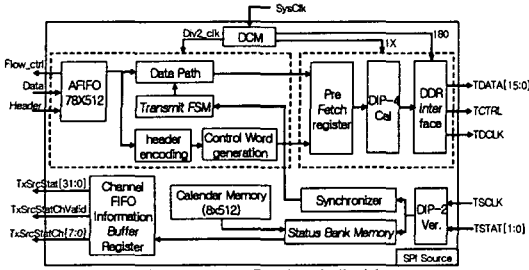 SysClk
Div2_clk
DCM
1X
180
Flow_ctrl
Data
Header
AFIFO
78X512
Data Path
Transmit FSM
header
encoding
Control Word
generation
Pre
Fetch
register
DIP-4
Cal
DDR
Inter
face
TDATA[15:0]
TCTRL
TDCLK
TxSrcStat[31:0]
TxSrcStatChValid
TxSrcStatCh[7:0]
Channel
FIFO
Information
Buffer
Register
Calendar Memory
(8x512)
Synchronizer
Status Bank Memory
DIP-2
Ver.
TSCLK
TSTAT[1:0]
SPI Source